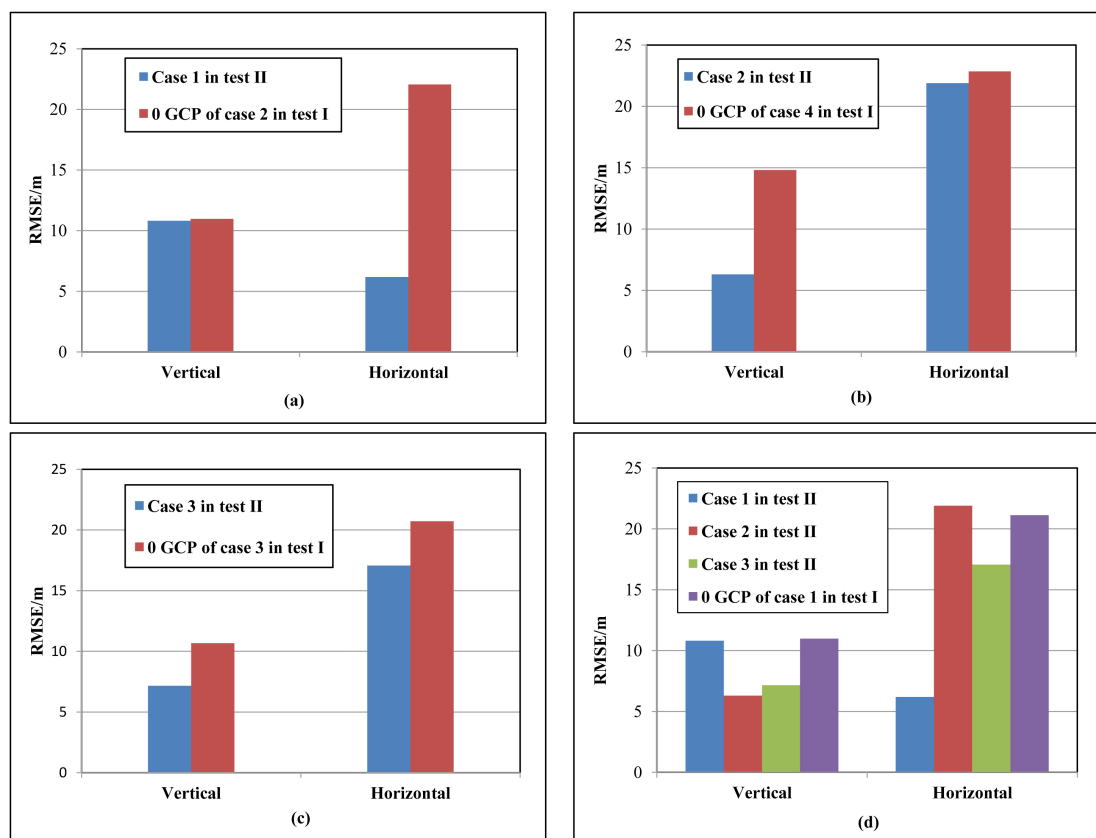 25
20
15
10
5
0
RMSE/m
Case 1 in test II
0 GCP of case 2 in test I
Vertical
Horizontal
(a)
25
20
15
10
5
0
RMSE/m
Case 2 in test II
0 GCP of case 4 in test I
Vertical
Horizontal
(b)
25
20
15
10
5
0
RMSE/m
Case 3 in test II
0 GCP of case 3 in test I
Vertical
Horizontal
(c)
25
20
15
10
5
0
RMSE/m
Case 1 in test II
Case 2 in test II
Case 3 in test II
0 GCP of case 1 in test I
Vertical
Horizontal
(d)